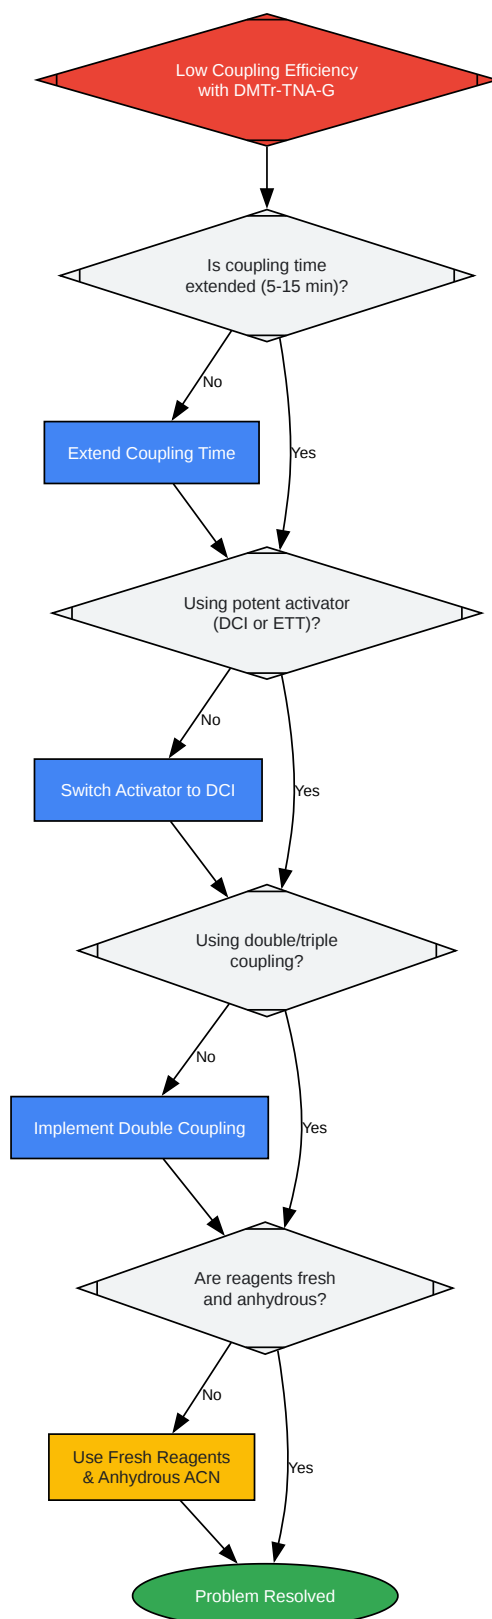 Low Coupling Efficiency
with DMTr-TNA-G
Is coupling time
extended (5-15 min)?
No
Yes
Extend Coupling Time
Using potent activator
(DCI or ETT)?
No
Yes
Switch Activator to DCI
Using double/triple
coupling?
No
Yes
Implement Double Coupling
Are reagents fresh
and anhydrous?
No
Yes
Use Fresh Reagents
& Anhydrous ACN
Problem Resolved